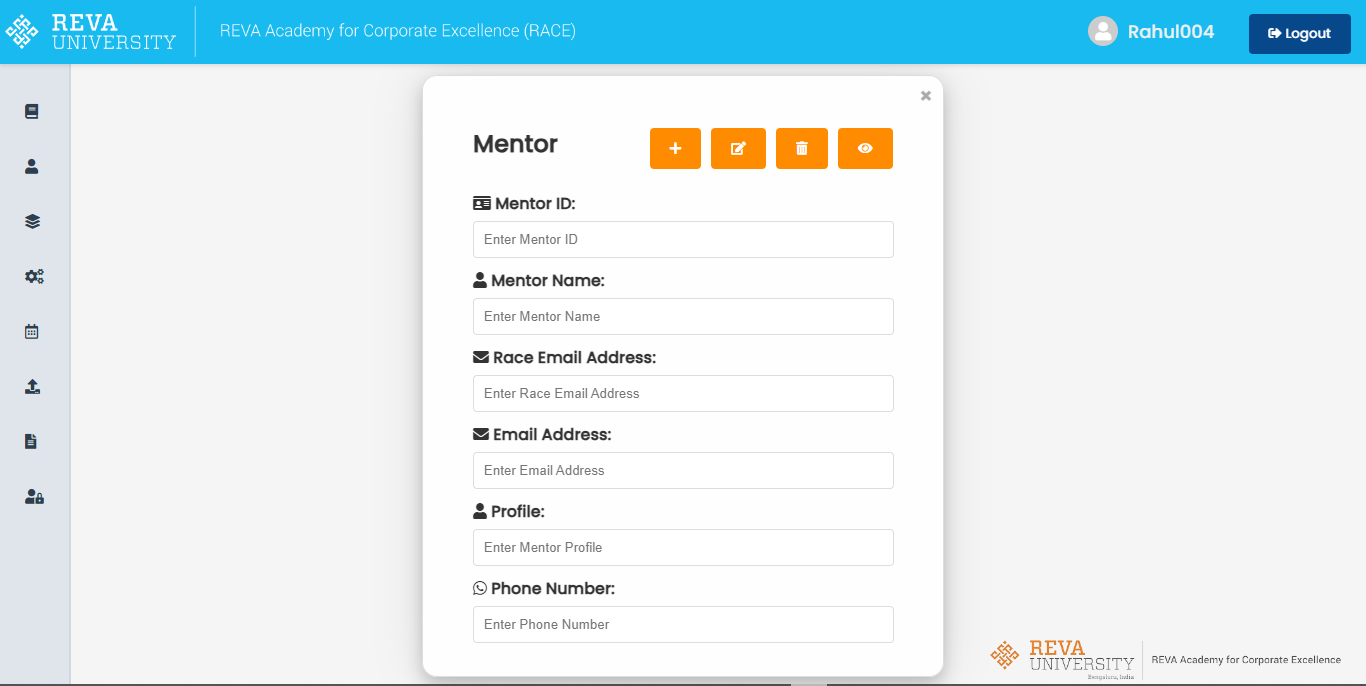 REVA
UNIVERSITY
REVA Academy for Corporate Excellence (RACE)
Rahul004
Logout
Mentor
Mentor ID:
Enter Mentor ID
Mentor Name:
Enter Mentor Name
Race Email Address:
Enter Race Email Address
Email Address:
Enter Email Address
Profile:
Enter Mentor Profile
Phone Number:
Enter Phone Number
REVA
UNIVERSITY
Bengaluru, India
REVA Academy for Corporate Excellence